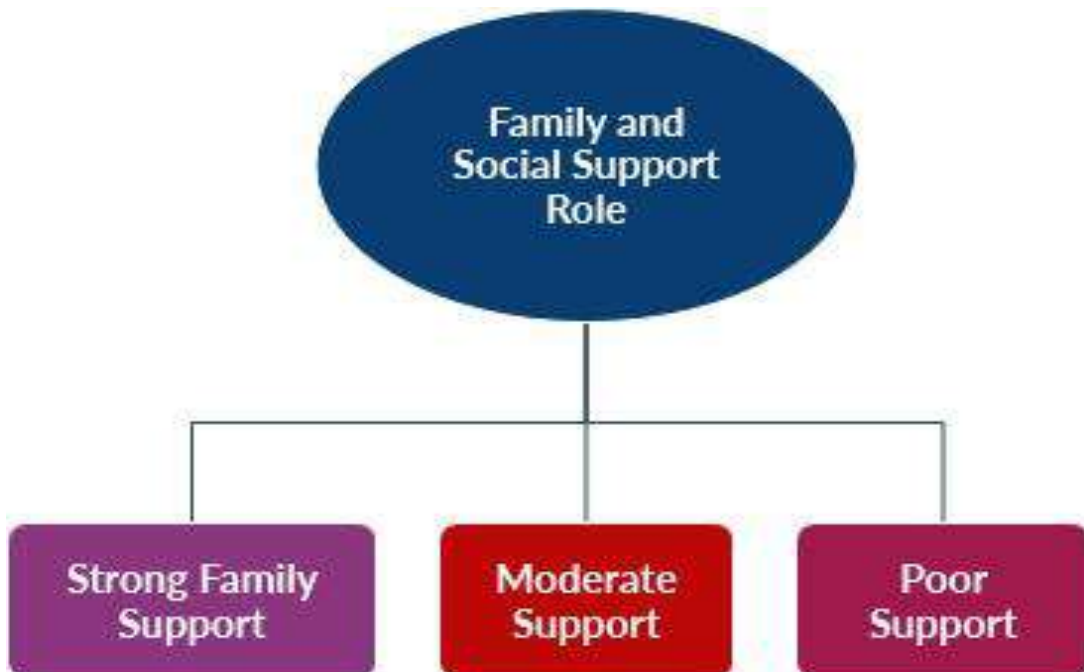 Family and
Social Support
Role
Strong Family
Support
Moderate
Support
Poor
Support